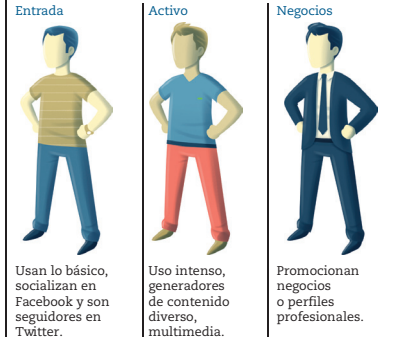 Entrada
Usan lo básico,
socializan en
Facebook y son
seguidores en
Twitter.
Activo
Uso intenso,
generadores
de contenido
diverso,
multimedia.
Negocios
Promocionan
negocios
o perfiles
profesionales.